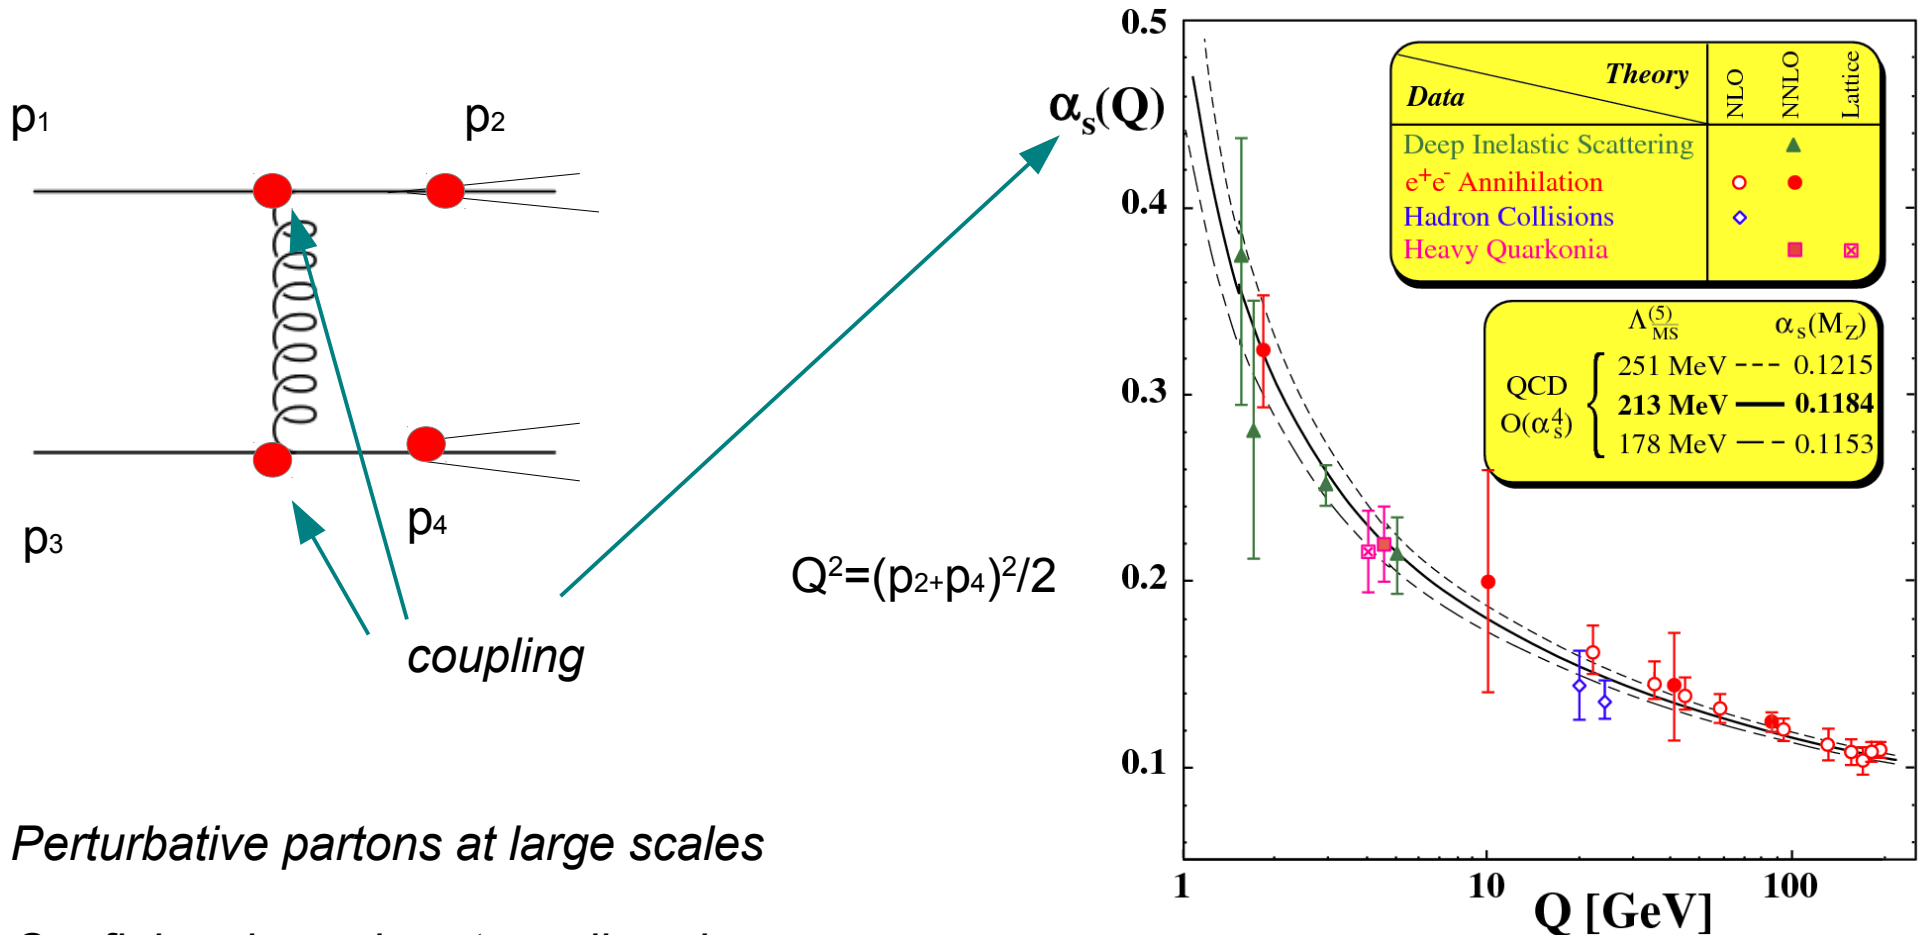 p1
p2
p3
p4
coupling
Q²=(p2+p4)²/2
Perturbative partons at large scales
αs(Q)
0.5
0.4
0.3
0.2
0.1
1
10
100
Q [GeV]
Theory
Data
NLO
NNLO
Lattice
Deep Inelastic Scattering
e⁺e⁻ Annihilation
Hadron Collisions
Heavy Quarkonia
Λ(5)MS αs(MZ)
QCD
O(αs⁴)
251 MeV 0.1215
213 MeV 0.1184
178 MeV 0.1153